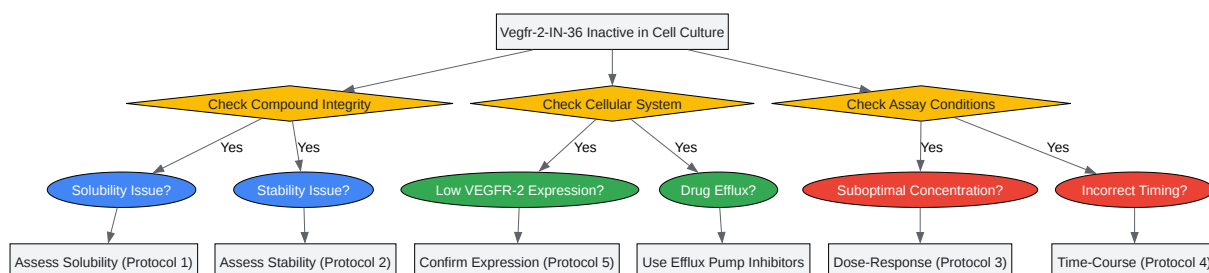 Vegfr-2-IN-36 Inactive in Cell Culture
Check Compound Integrity
Check Cellular System
Check Assay Conditions
Yes
Yes
Yes
Yes
Yes
Yes
Solubility Issue?
Stability Issue?
Low VEGFR-2 Expression?
Drug Efflux?
Suboptimal Concentration?
Incorrect Timing?
Assess Solubility (Protocol 1)
Assess Stability (Protocol 2)
Confirm Expression (Protocol 5)
Use Efflux Pump Inhibitors
Dose-Response (Protocol 3)
Time-Course (Protocol 4)